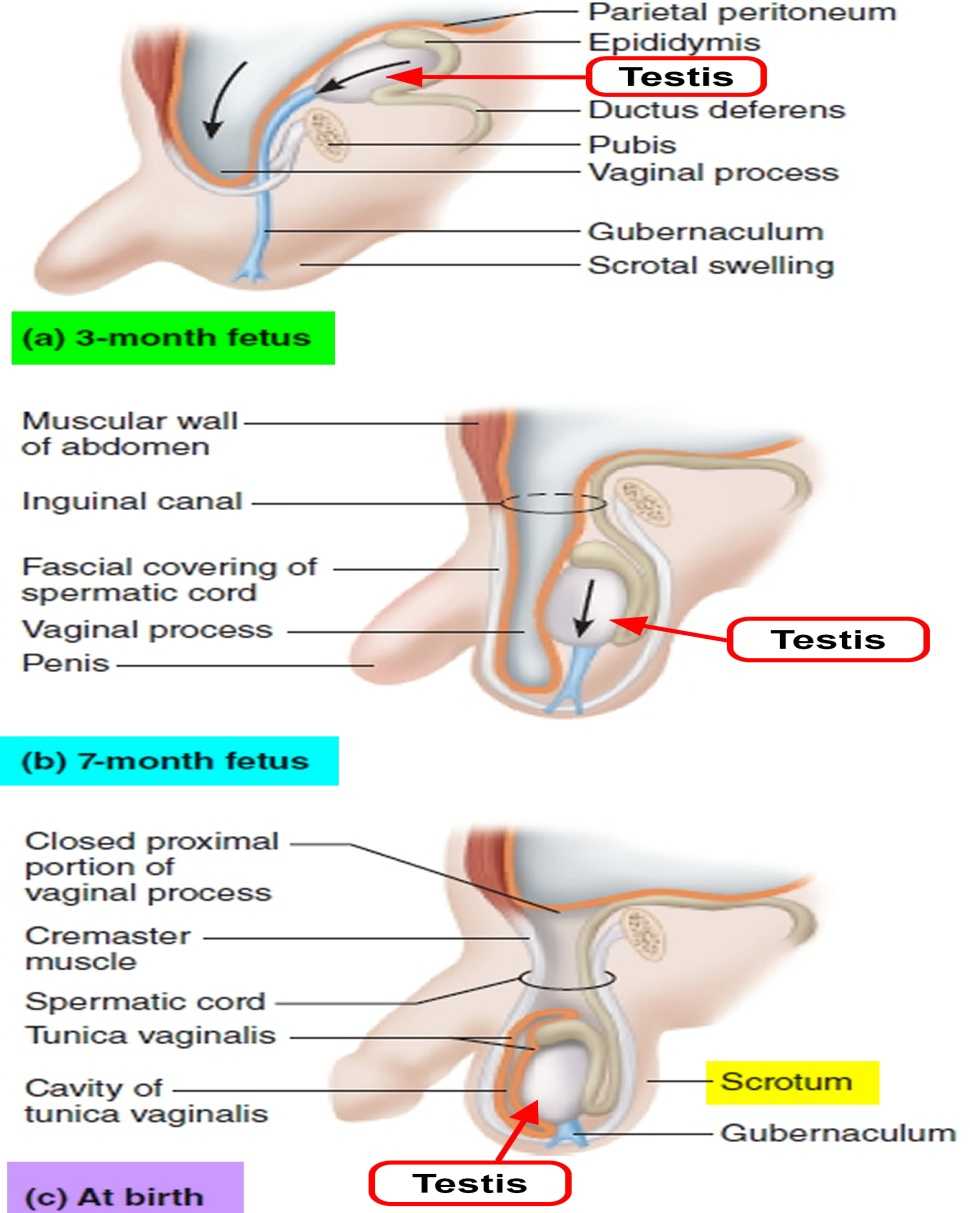 Parietal peritoneum
Epididymis
Testis
Ductus deferens
Pubis
Vaginal process
Gubernaculum
Scrotal swelling
(a) 3-month fetus
Muscular wall
of abdomen
Inguinal canal
Fascial covering of
spermatic cord
Vaginal process
Penis
Testis
(b) 7-month fetus
Closed proximal
portion of
vaginal process
Cremaster
muscle
Spermatic cord
Tunica vaginalis
Cavity of
tunica vaginalis
Scrotum
Gubernaculum
Testis
(c) At birth